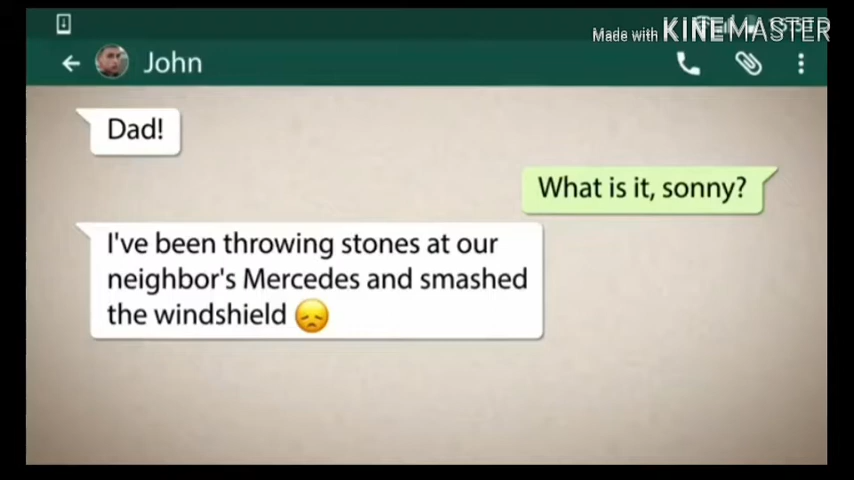 Made with KINEMASTER
John
Dad!
What is it, sonny?
I've been throwing stones at our
neighbor's Mercedes and smashed
the windshield